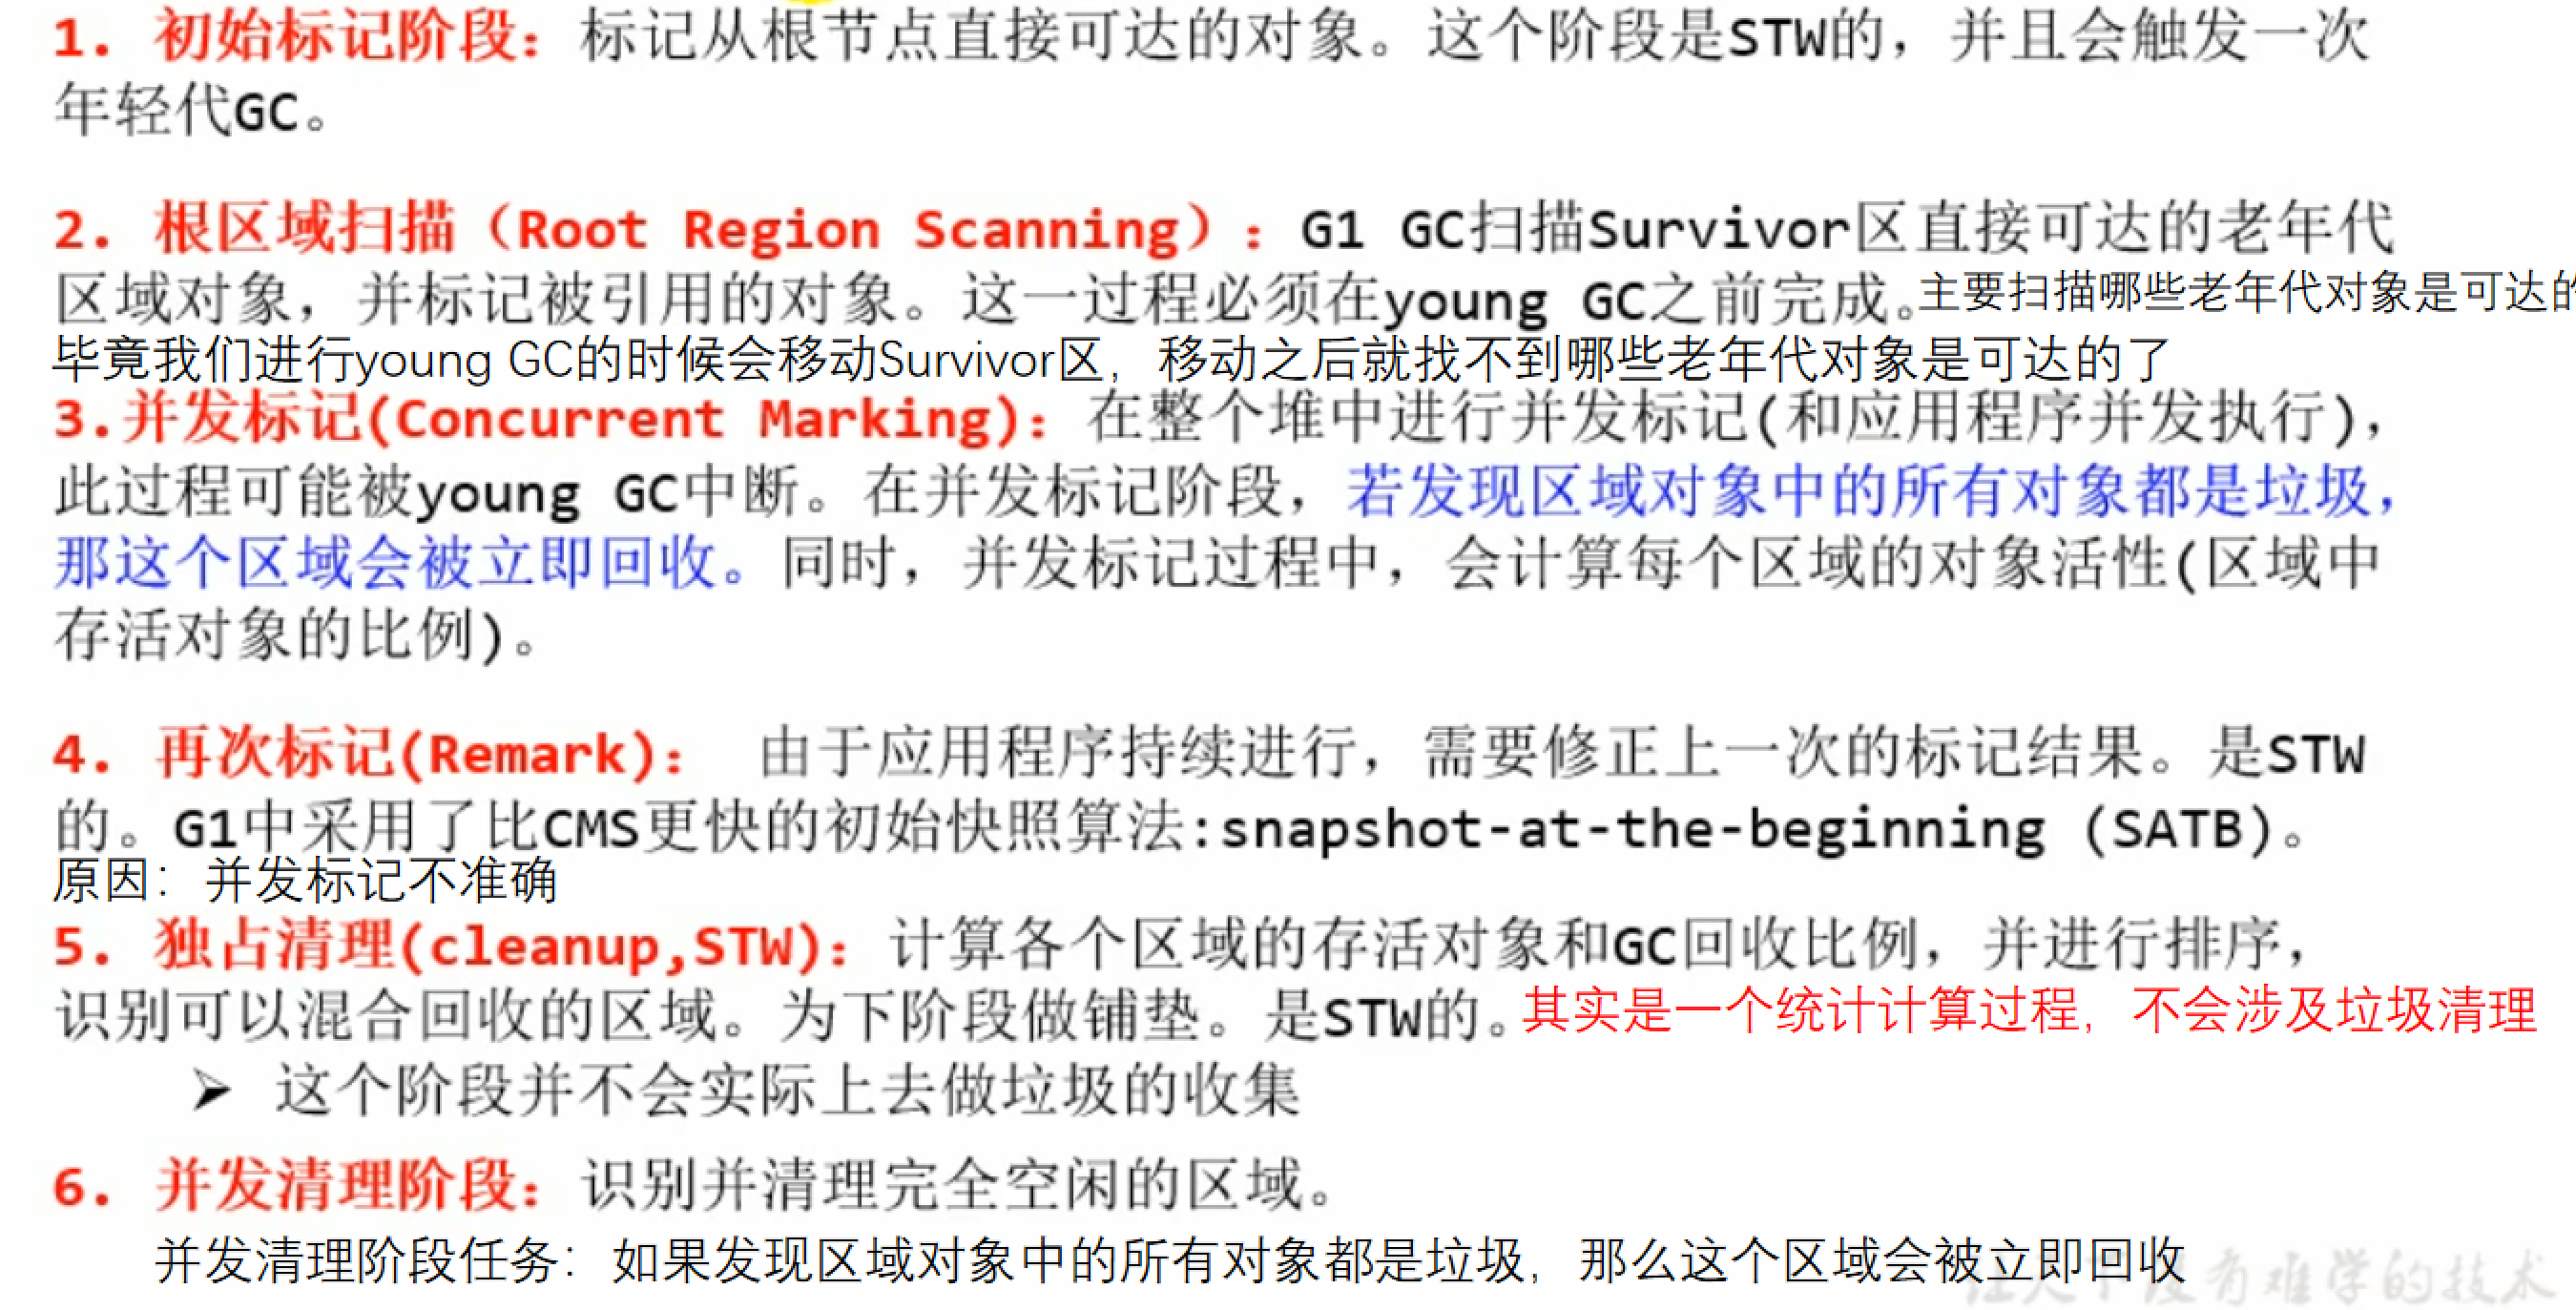 1. 初始标记阶段：标记从根节点直接可达的对象。这个阶段是STW的，并且会触发一次
年轻代GC。
2. 根区域扫描（Root Region Scanning）：G1 GC扫描Survivor区直接可达的老年代
区域对象，并标记被引用的对象。这一过程必须在young GC之前完成。主要扫描哪些老年代对象是可达的
毕竟我们进行young GC的时候会移动Survivor区，移动之后就找不到哪些老年代对象是可达的了
3.并发标记(Concurrent Marking)：在整个堆中进行并发标记(和应用程序并发执行)，
此过程可能被young GC中断。在并发标记阶段，若发现区域对象中的所有对象都是垃圾，
那这个区域会被立即回收。同时，并发标记过程中，会计算每个区域的对象活性(区域中
存活对象的比例)。
4. 再次标记(Remark)： 由于应用程序持续进行，需要修正上一次的标记结果。是STW
的。G1中采用了比CMS更快的初始快照算法:snapshot-at-the-beginning (SATB)。
原因：并发标记不准确
5. 独占清理(cleanup,STW)：计算各个区域的存活对象和GC回收比例，并进行排序，
识别可以混合回收的区域。为下阶段做铺垫。是STW的。其实是一个统计计算过程，不会涉及垃圾清理
➢ 这个阶段并不会实际上去做垃圾的收集
6. 并发清理阶段：识别并清理完全空闲的区域。
并发清理阶段任务：如果发现区域对象中的所有对象都是垃圾，那么这个区域会被立即回收
让天下没有难学的技术